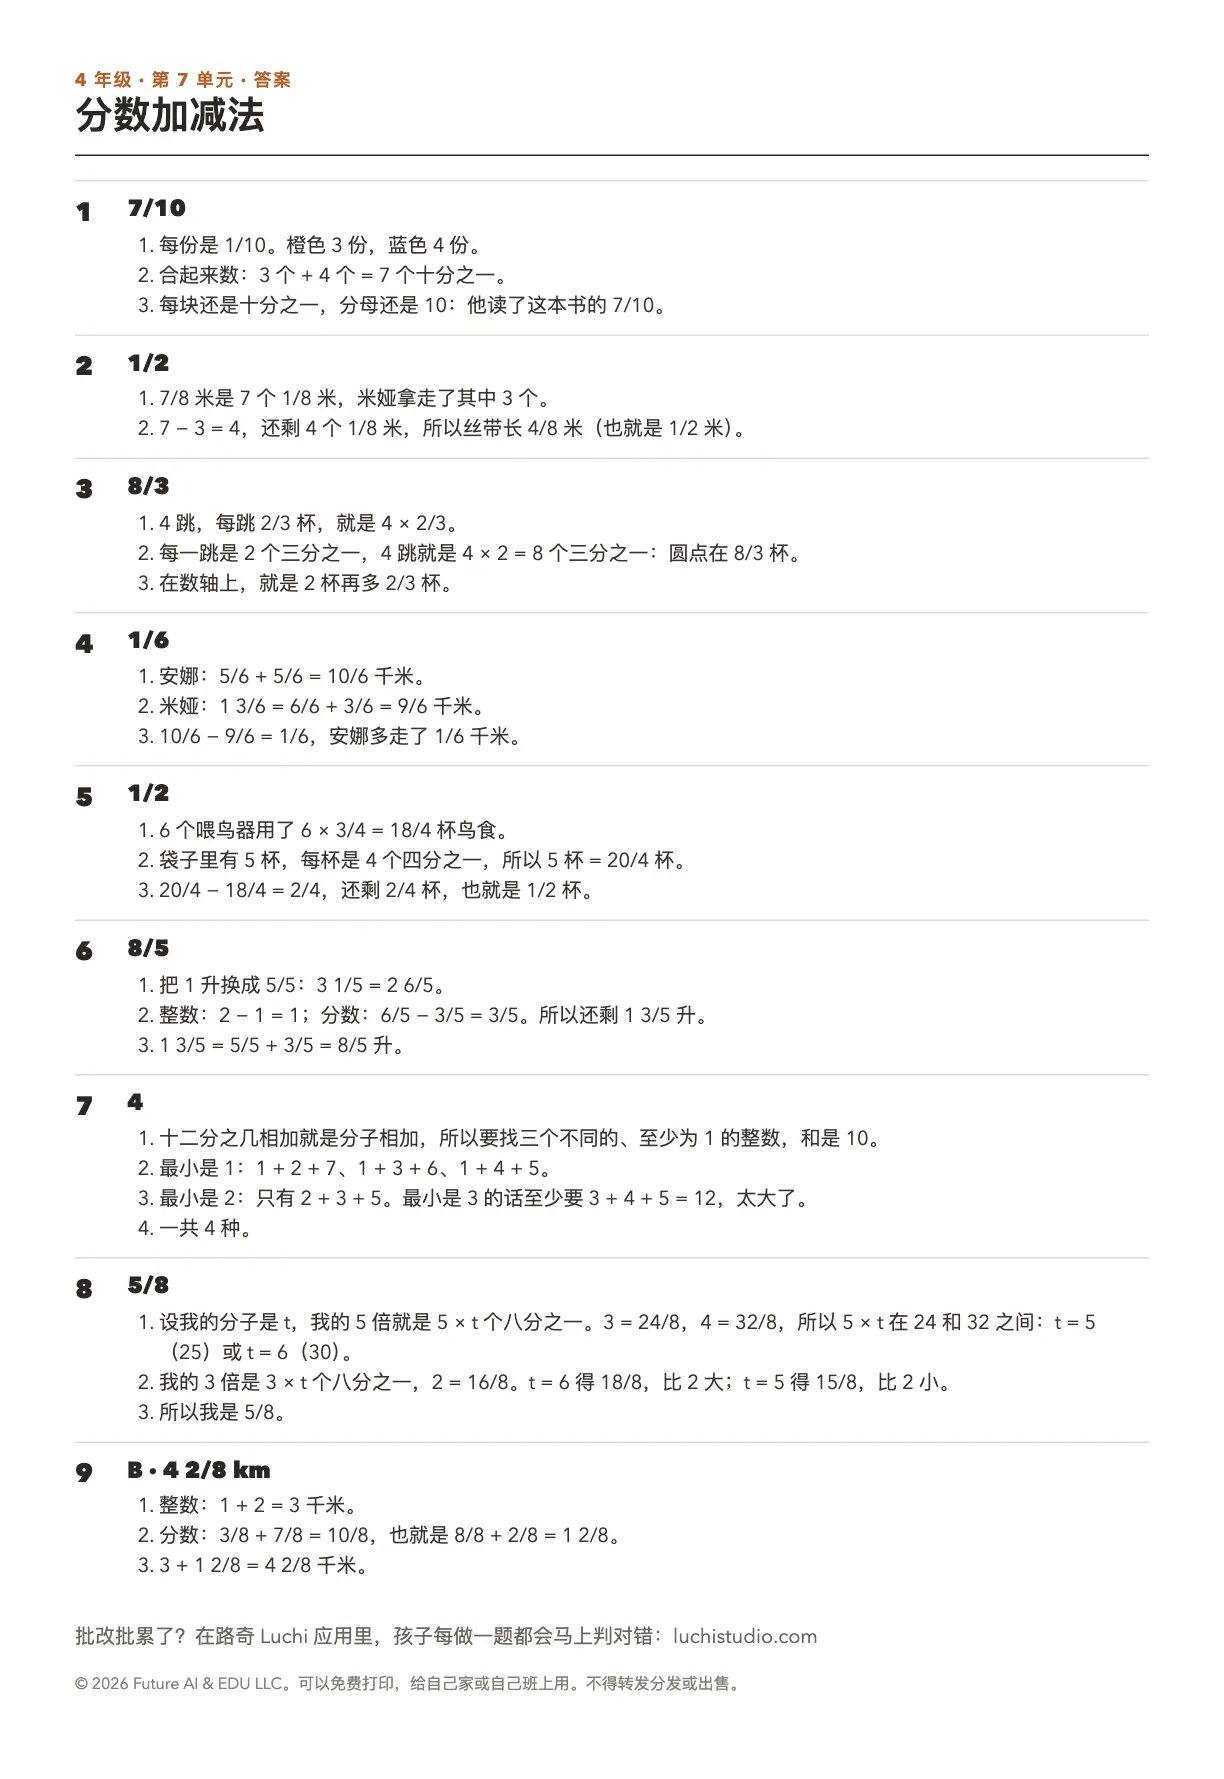 4 年级 · 第 7 单元 · 答案
分数加减法
1 7/10
1. 每份是 1/10。橙色 3 份，蓝色 4 份。
2. 合起来数：3 个 + 4 个 = 7 个十分之一。
3. 每块还是十分之一，分母还是 10：他读了这本书的 7/10。
2 1/2
1. 7/8 米是 7 个 1/8 米，米娅拿走了其中 3 个。
2. 7 − 3 = 4，还剩 4 个 1/8 米，所以丝带长 4/8 米（也就是 1/2 米）。
3 8/3
1. 4 跳，每跳 2/3 杯，就是 4 × 2/3。
2. 每一跳是 2 个三分之一，4 跳就是 4 × 2 = 8 个三分之一：圆点在 8/3 杯。
3. 在数轴上，就是 2 杯再多 2/3 杯。
4 1/6
1. 安娜：5/6 + 5/6 = 10/6 千米。
2. 米娅：1 3/6 = 6/6 + 3/6 = 9/6 千米。
3. 10/6 − 9/6 = 1/6，安娜多走了 1/6 千米。
5 1/2
1. 6 个喂鸟器用了 6 × 3/4 = 18/4 杯鸟食。
2. 袋子里有 5 杯，每杯是 4 个四分之一，所以 5 杯 = 20/4 杯。
3. 20/4 − 18/4 = 2/4，还剩 2/4 杯，也就是 1/2 杯。
6 8/5
1. 把 1 升换成 5/5：3 1/5 = 2 6/5。
2. 整数：2 − 1 = 1；分数：6/5 − 3/5 = 3/5。所以还剩 1 3/5 升。
3. 1 3/5 = 5/5 + 3/5 = 8/5 升。
7 4
1. 十二分之几相加就是分子相加，所以要找三个不同的、至少为 1 的整数，和是 10。
2. 最小是 1：1 + 2 + 7、1 + 3 + 6、1 + 4 + 5。
3. 最小是 2：只有 2 + 3 + 5。最小是 3 的话至少要 3 + 4 + 5 = 12，太大了。
4. 一共 4 种。
8 5/8
1. 设我的分子是 t，我的 5 倍就是 5 × t 个八分之一。3 = 24/8，4 = 32/8，所以 5 × t 在 24 和 32 之间：t = 5
（25）或 t = 6（30）。
2. 我的 3 倍是 3 × t 个八分之一，2 = 16/8。t = 6 得 18/8，比 2 大；t = 5 得 15/8，比 2 小。
3. 所以我是 5/8。
9 B · 4 2/8 km
1. 整数：1 + 2 = 3 千米。
2. 分数：3/8 + 7/8 = 10/8，也就是 8/8 + 2/8 = 1 2/8。
3. 3 + 1 2/8 = 4 2/8 千米。
批改批累了？在路奇 Luchi 应用里，孩子每做一题都会马上判对错：luchistudio.com
© 2026 Future AI & EDU LLC。可以免费打印，给自己家或自己班上用。不得转发分发或出售。